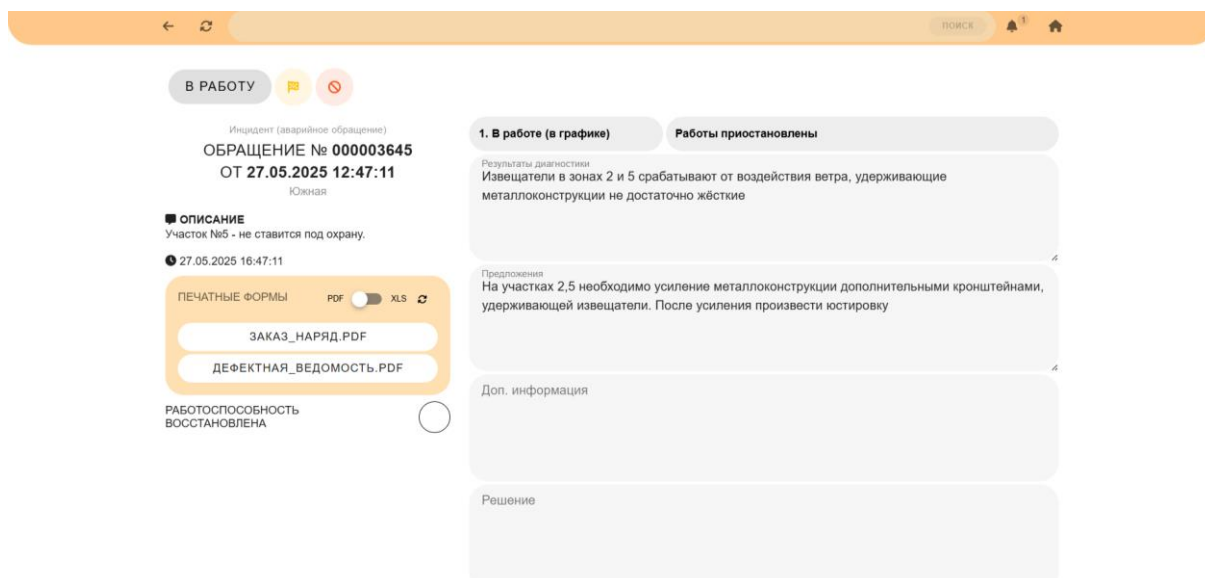 ПОИСК
1
В РАБОТУ
Инцидент (аварийное обращение)
ОБРАЩЕНИЕ № 000003645
ОТ 27.05.2025 12:47:11
Южная
ОПИСАНИЕ
Участок №5 - не ставится под охрану.
27.05.2025 16:47:11
ПЕЧАТНЫЕ ФОРМЫ
PDF XLS
ЗАКАЗ_НАРЯД.PDF
ДЕФЕКТНАЯ_ВЕДОМОСТЬ.PDF
РАБОТОСПОСОБНОСТЬ
ВОССТАНОВЛЕНА
1. В работе (в графике)
Работы приостановлены
Результаты диагностики
Извещатели в зонах 2 и 5 срабатывают от воздействия ветра, удерживающие
металлоконструкции не достаточно жёсткие
Предложения
На участках 2,5 необходимо усиление металлоконструкции дополнительными кронштейнами,
удерживающей извещатели. После усиления произвести юстировку
Доп. информация
Решение